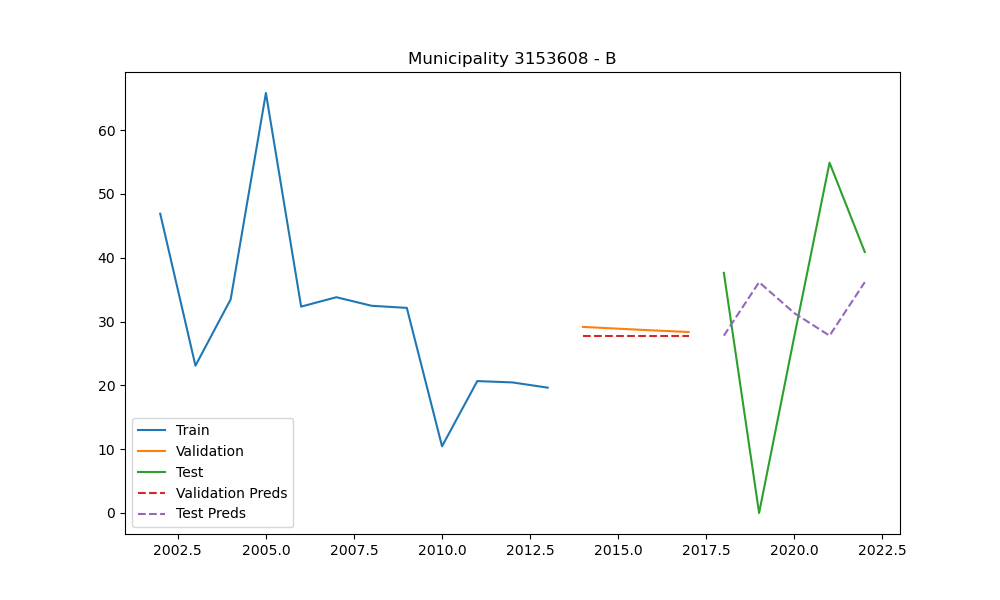 Municipality 3153608 - B
60
50
40
30
20
10
0
Train
Validation
Test
Validation Preds
Test Preds
2002.5 2005.0 2007.5 2010.0 2012.5 2015.0 2017.5 2020.0 2022.5